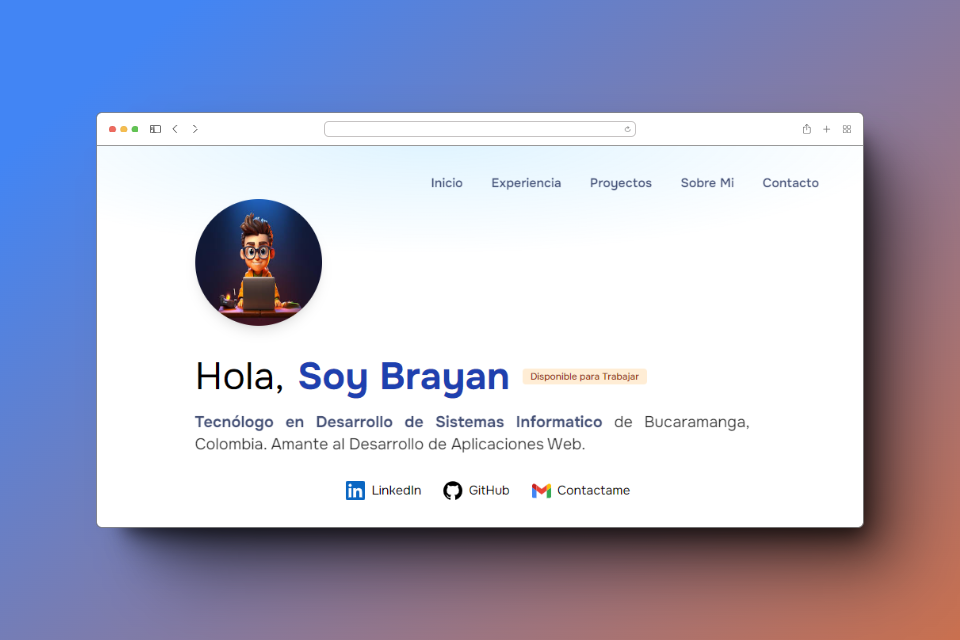 Inicio Experiencia Proyectos Sobre Mi Contacto
Hola, Soy Brayan Disponible para Trabajar
Tecnólogo en Desarrollo de Sistemas Informatico de Bucaramanga,
Colombia. Amante al Desarrollo de Aplicaciones Web.
LinkedIn GitHub Contactame